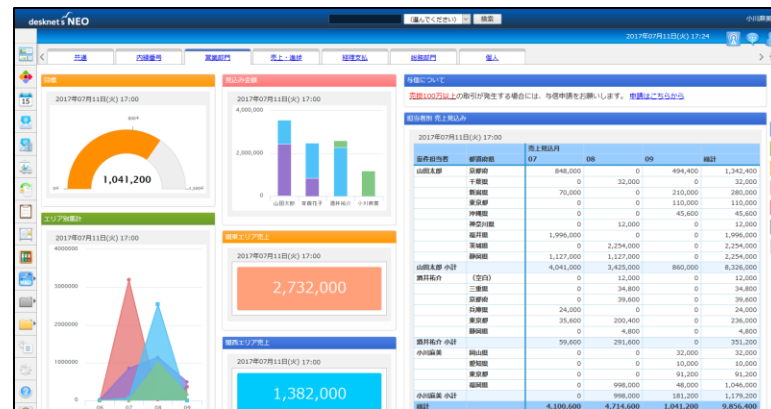 desknet's NEO
(選んでください) 検索
小川麻美
2017年07月11日(火) 17:24
共通 内線番号 営業部門 売上・進捗 経理支払 総務部門 個人
目標
2017年07月11日(火) 17:00
1,041,200
見込み金額
2017年07月11日(火) 17:00
4,000,000
2,000,000
0
山田太郎 酒井祐介 小川麻美
与信について
売掛100万以上の取引が発生する場合には、与信申請をお願いします。 申請はこちらから
担当者別 売上見込み
2017年07月11日(火) 17:00
売上見込月
案件担当者 都道府県 07 08 09 総計
山田太郎 京都府 848,000 0 494,400 1,342,400
千葉県 0 32,000 0 32,000
新潟県 70,000 0 210,000 280,000
東京都 0 0 110,000 110,000
沖縄県 0 0 45,600 45,600
神奈川県 0 12,000 0 12,000
福井県 1,996,000 0 0 1,996,000
茨城県 0 2,254,000 0 2,254,000
静岡県 1,127,000 1,127,000 0 2,254,000
山田太郎 小計 4,041,000 3,425,000 860,000 8,326,000
酒井祐介 (空白) 0 12,000 0 12,000
三重県 0 34,800 0 34,800
京都府 0 39,600 0 39,600
兵庫県 24,000 0 0 24,000
東京都 35,600 200,400 0 236,000
静岡県 0 4,800 0 4,800
酒井祐介 小計 59,600 291,600 0 351,200
小川麻美 岡山県 0 0 32,000 32,000
愛知県 0 0 10,000 10,000
東京都 0 0 91,200 91,200
福岡県 0 998,000 48,000 1,046,000
小川麻美 小計 0 998,000 181,200 1,179,200
総計 4,100,600 4,714,600 1,041,200 9,856,400
エリア別集計
2017年07月11日(火) 17:00
4000000
3000000
2000000
1000000
0
06 07 08 09
関東エリア売上
2017年07月11日(火) 17:00
2,732,000
関西エリア売上
2017年07月11日(火) 17:00
1,382,000
15